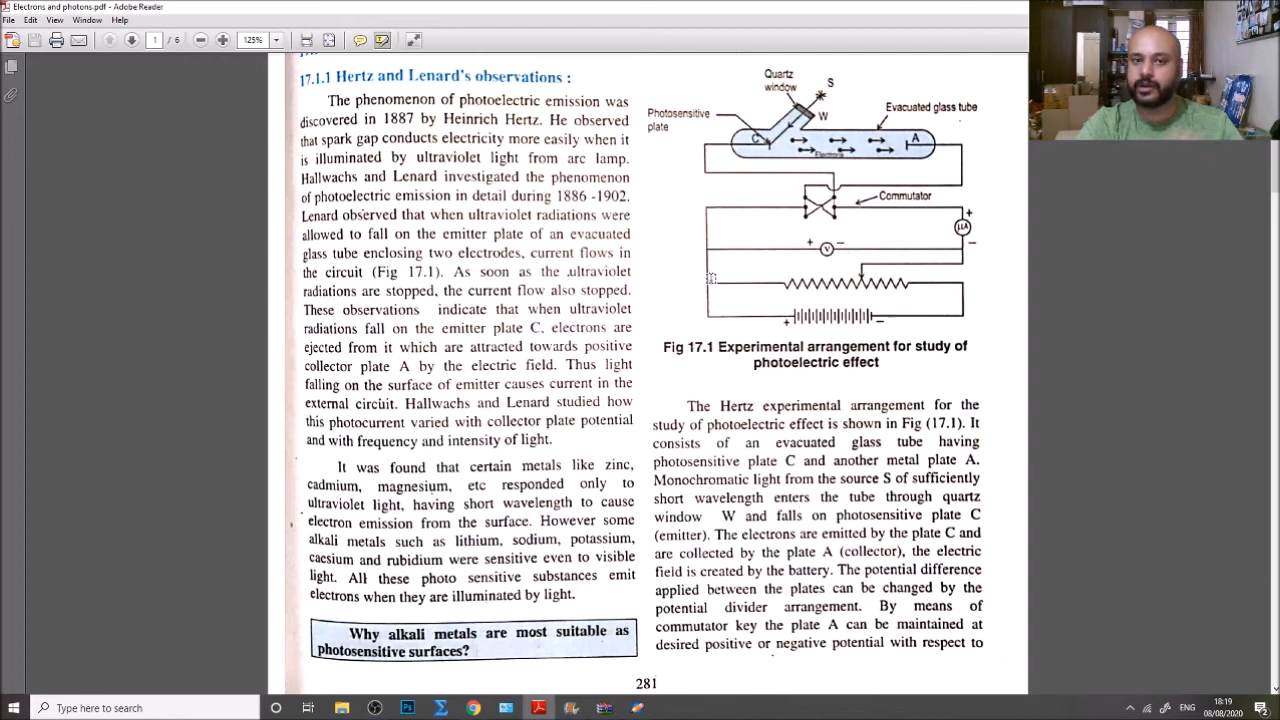 Electrons and photons.pdf - Adobe Reader
File Edit View Window Help
1 / 6 125%
17.1.1 Hertz and Lenard's observations :
The phenomenon of photoelectric emission was
discovered in 1887 by Heinrich Hertz. He observed
that spark gap conducts electricity more easily when it
is illuminated by ultraviolet light from arc lamp.
Hallwachs and Lenard investigated the phenomenon
of photoelectric emission in detail during 1886 -1902.
Lenard observed that when ultraviolet radiations were
allowed to fall on the emitter plate of an evacuated
glass tube enclosing two electrodes, current flows in
the circuit (Fig 17.1). As soon as the ultraviolet
radiations are stopped, the current flow also stopped.
These observations indicate that when ultraviolet
radiations fall on the emitter plate C, electrons are
ejected from it which are attracted towards positive
collector plate A by the electric field. Thus light
falling on the surface of emitter causes current in the
external circuit. Hallwachs and Lenard studied how
this photocurrent varied with collector plate potential
and with frequency and intensity of light.
It was found that certain metals like zinc,
cadmium, magnesium, etc responded only to
ultraviolet light, having short wavelength to cause
electron emission from the surface. However some
alkali metals such as lithium, sodium, potassium,
caesium and rubidium were sensitive even to visible
light. All these photo sensitive substances emit
electrons when they are illuminated by light.
Why alkali metals are most suitable as
photosensitive surfaces?
Quartz
window
S
W
Photosensitive
plate
Evacuated glass tube
C
A
Electrons
Commutator
+
μA
−
+ V −
+ −
Fig 17.1 Experimental arrangement for study of
photoelectric effect
The Hertz experimental arrangement for the
study of photoelectric effect is shown in Fig (17.1). It
consists of an evacuated glass tube having
photosensitive plate C and another metal plate A.
Monochromatic light from the source S of sufficiently
short wavelength enters the tube through quartz
window W and falls on photosensitive plate C
(emitter). The electrons are emitted by the plate C and
are collected by the plate A (collector), the electric
field is created by the battery. The potential difference
applied between the plates can be changed by the
potential divider arrangement. By means of
commutator key the plate A can be maintained at
desired positive or negative potential with respect to
281
Type here to search
ENG
18:19
08/08/2020
2